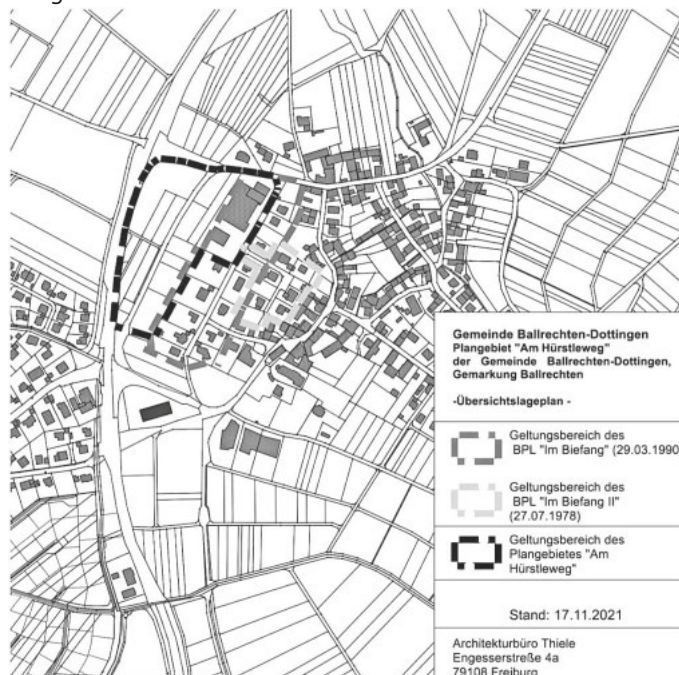 Gemeinde Ballrechten-Dottingen
Plangebiet "Am Hürstleweg"
der Gemeinde Ballrechten-Dottingen,
Gemarkung Ballrechten
-Übersichtslageplan -
Geltungsbereich des
BPL "Im Biefang" (29.03.1990
Geltungsbereich des
BPL "Im Biefang II"
(27.07.1978)
Geltungsbereich des
Plangebietes "Am
Hürstleweg"
Stand: 17.11.2021
Architekturbüro Thiele
Engesserstraße 4a
79108 Freiburg